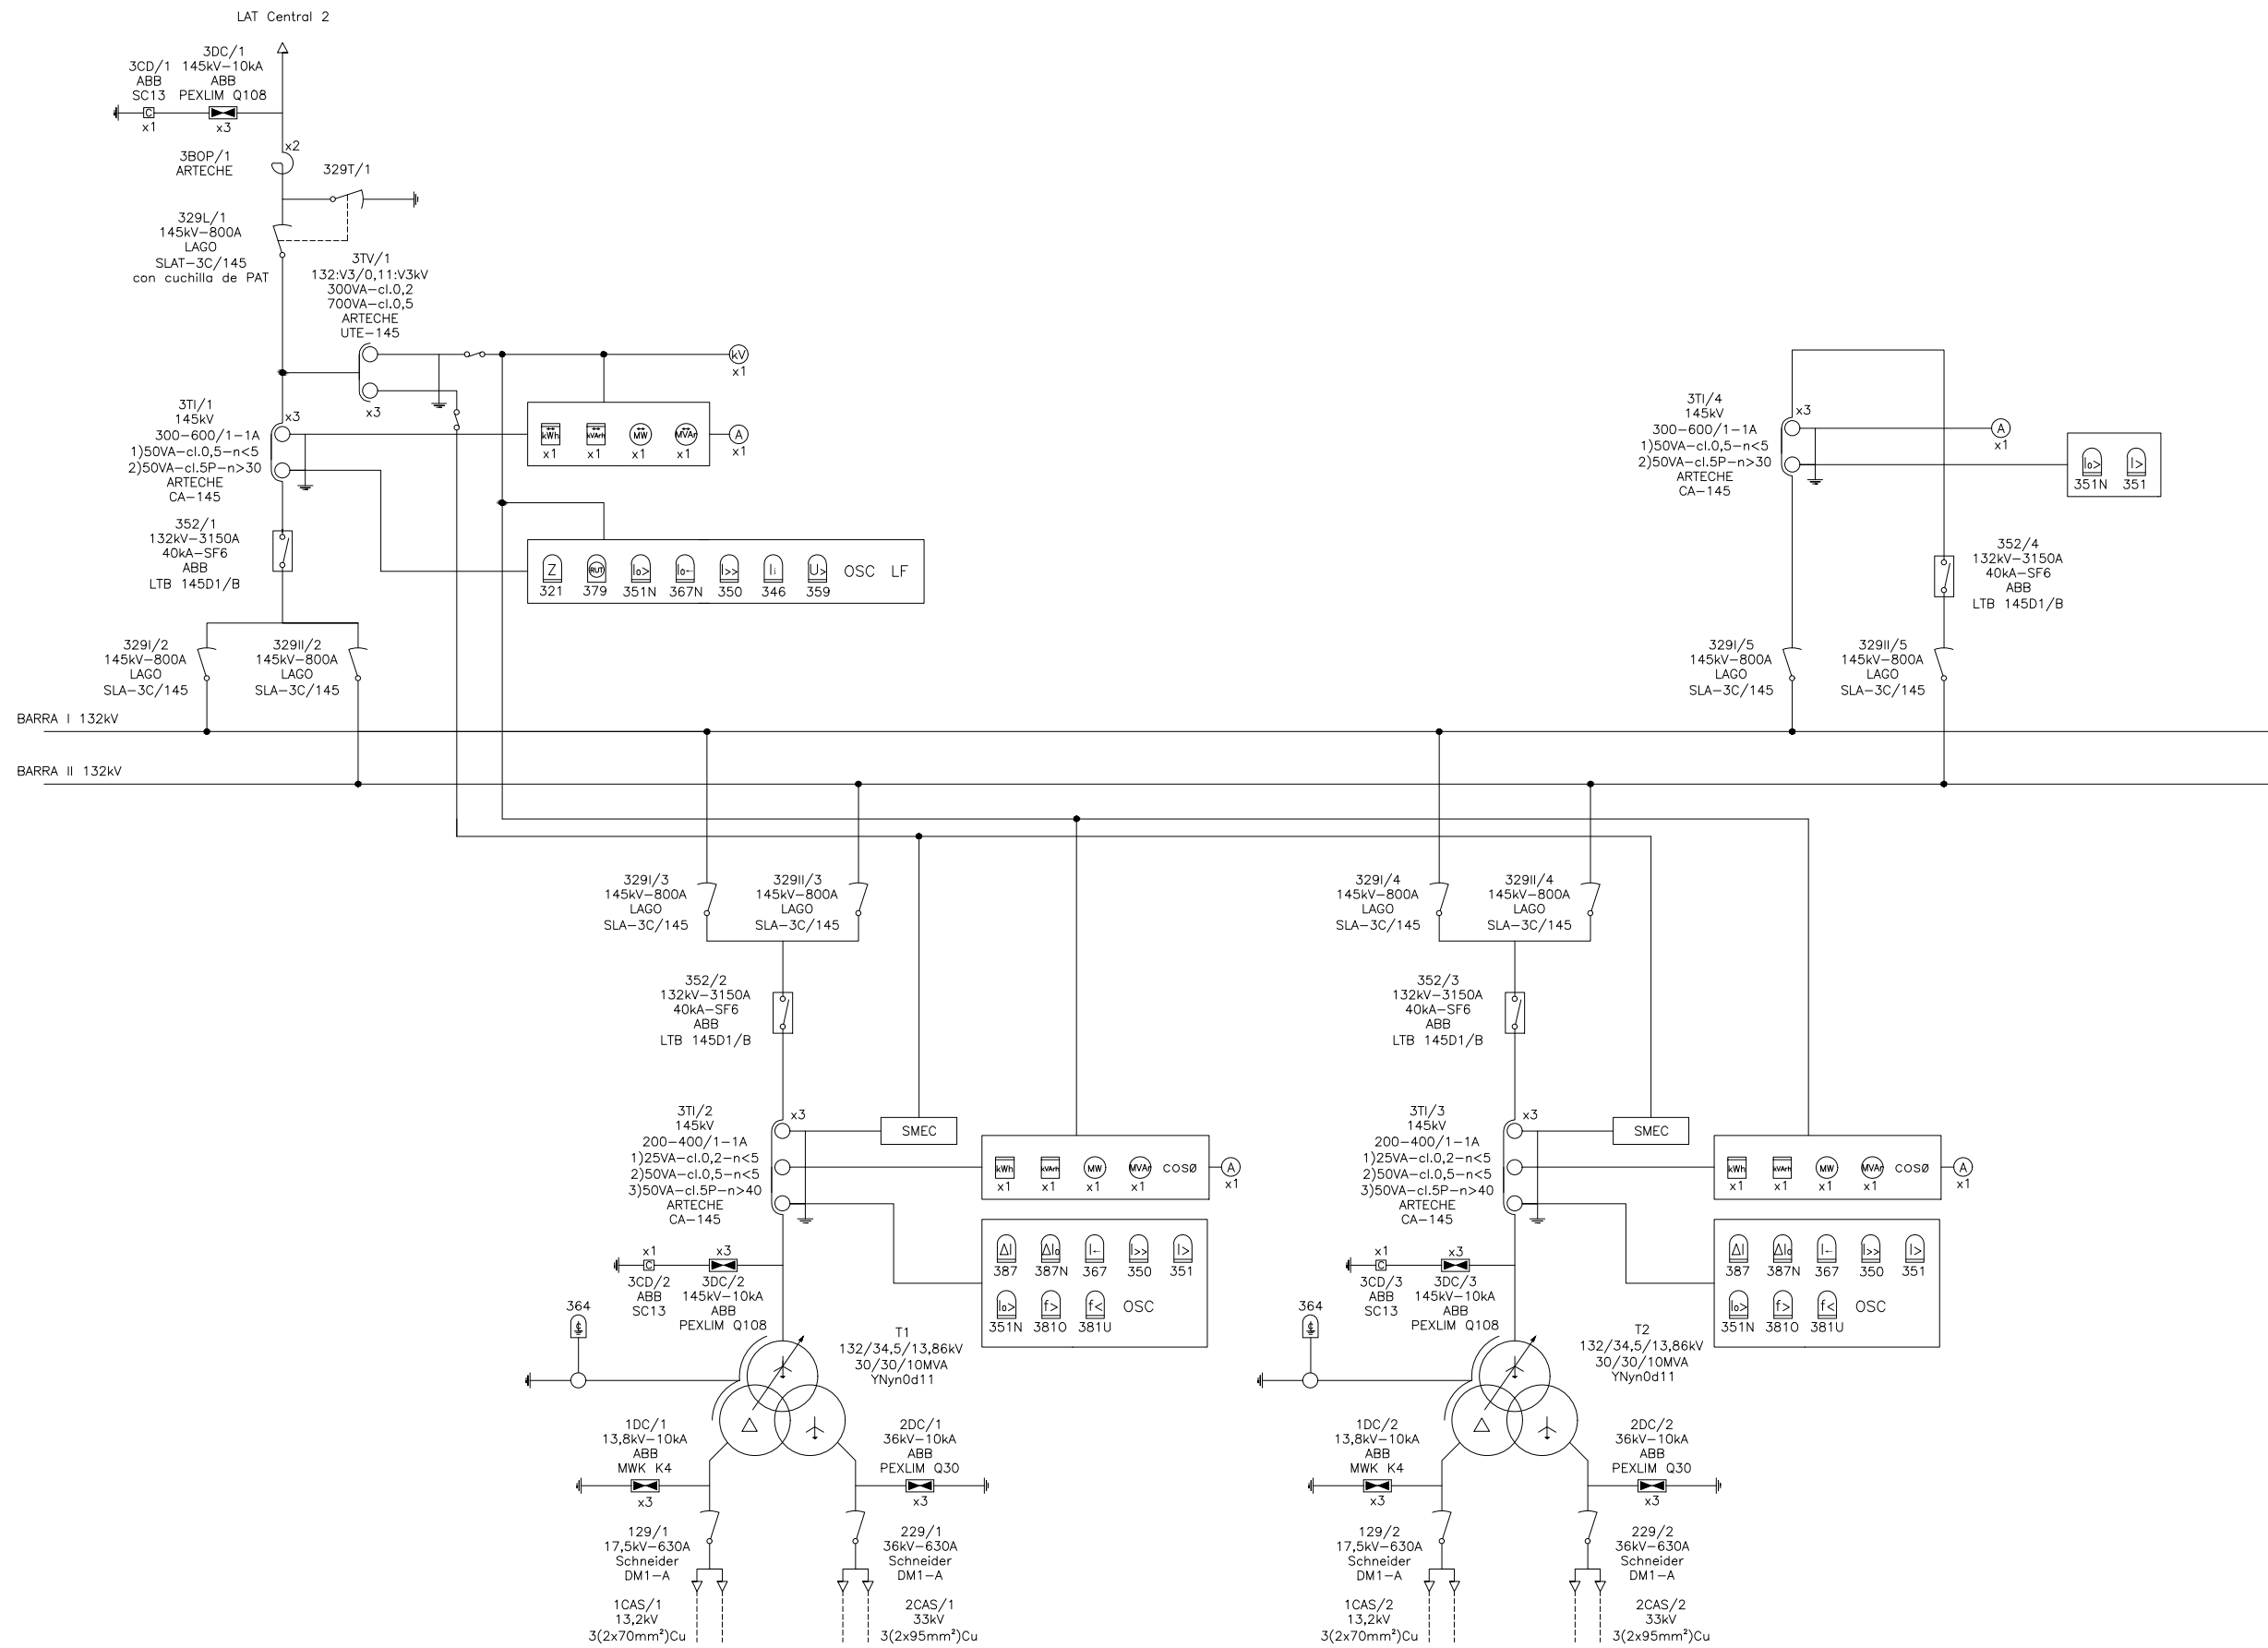 LAT Central 2
3DC/1
145kV-10kA
ABB
PEXLIM Q108
x3
3CD/1
ABB
SC13
C
x1
3BOP/1
ARTECHE
x2
329T/1
329L/1
145kV-800A
LAGO
SLAT-3C/145
con cuchilla de PAT
3TV/1
132:V3/0,11:V3kV
300VA-cl.0,2
700VA-cl.0,5
ARTECHE
UTE-145
x3
kV
x1
3TI/1
145kV
300-600/1-1A
1)50VA-cl.0,5-n<5
2)50VA-cl.5P-n>30
ARTECHE
CA-145
x3
kWh
kVArh
MW
MVAr
x1
x1
x1
x1
A
x1
352/1
132kV-3150A
40kA-SF6
ABB
LTB 145D1/B
Z
RUT
Io>
Io←
I>>
Ii
U>
OSC LF
321
379
351N
367N
350
346
359
329I/2
145kV-800A
LAGO
SLA-3C/145
329II/2
145kV-800A
LAGO
SLA-3C/145
3TI/4
145kV
300-600/1-1A
1)50VA-cl.0,5-n<5
2)50VA-cl.5P-n>30
ARTECHE
CA-145
x3
A
x1
Io>
I>
351N
351
352/4
132kV-3150A
40kA-SF6
ABB
LTB 145D1/B
329I/5
145kV-800A
LAGO
SLA-3C/145
329II/5
145kV-800A
LAGO
SLA-3C/145
BARRA I 132kV
BARRA II 132kV
329I/3
145kV-800A
LAGO
SLA-3C/145
329II/3
145kV-800A
LAGO
SLA-3C/145
352/2
132kV-3150A
40kA-SF6
ABB
LTB 145D1/B
3TI/2
145kV
200-400/1-1A
1)25VA-cl.0,2-n<5
2)50VA-cl.0,5-n<5
3)50VA-cl.5P-n>40
ARTECHE
CA-145
x3
SMEC
kWh
kVArh
MW
MVAr
cosø
x1
x1
x1
x1
A
x1
ΔI
ΔIo
I←
I>>
I>
387
387N
367
350
351
Io>
f>
f<
OSC
351N
381O
381U
x1
C
3CD/2
ABB
SC13
x3
3DC/2
145kV-10kA
ABB
PEXLIM Q108
364
T1
132/34,5/13,86kV
30/30/10MVA
YNyn0d11
1DC/1
13,8kV-10kA
ABB
MWK K4
x3
2DC/1
36kV-10kA
ABB
PEXLIM Q30
x3
129/1
17,5kV-630A
Schneider
DM1-A
229/1
36kV-630A
Schneider
DM1-A
1CAS/1
13,2kV
3(2x70mm²)Cu
2CAS/1
33kV
3(2x95mm²)Cu
329I/4
145kV-800A
LAGO
SLA-3C/145
329II/4
145kV-800A
LAGO
SLA-3C/145
352/3
132kV-3150A
40kA-SF6
ABB
LTB 145D1/B
3TI/3
145kV
200-400/1-1A
1)25VA-cl.0,2-n<5
2)50VA-cl.0,5-n<5
3)50VA-cl.5P-n>40
ARTECHE
CA-145
x3
SMEC
kWh
kVArh
MW
MVAr
cosø
x1
x1
x1
x1
A
x1
ΔI
ΔIo
I←
I>>
I>
387
387N
367
350
351
Io>
f>
f<
OSC
351N
381O
381U
x1
C
3CD/3
ABB
SC13
x3
3DC/3
145kV-10kA
ABB
PEXLIM Q108
364
T2
132/34,5/13,86kV
30/30/10MVA
YNyn0d11
1DC/2
13,8kV-10kA
ABB
MWK K4
x3
2DC/2
36kV-10kA
ABB
PEXLIM Q30
x3
129/2
17,5kV-630A
Schneider
DM1-A
229/2
36kV-630A
Schneider
DM1-A
1CAS/2
13,2kV
3(2x70mm²)Cu
2CAS/2
33kV
3(2x95mm²)Cu